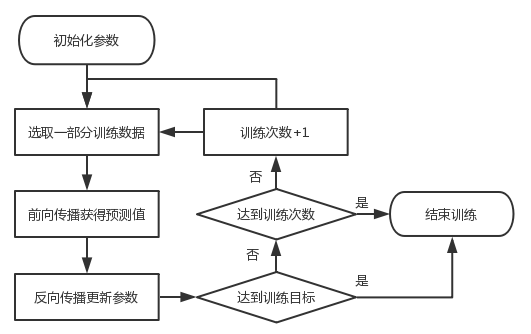 初始化参数
选取一部分训练数据
训练次数+1
否
前向传播获得预测值
达到训练次数
是
结束训练
否
反向传播更新参数
达到训练目标
是